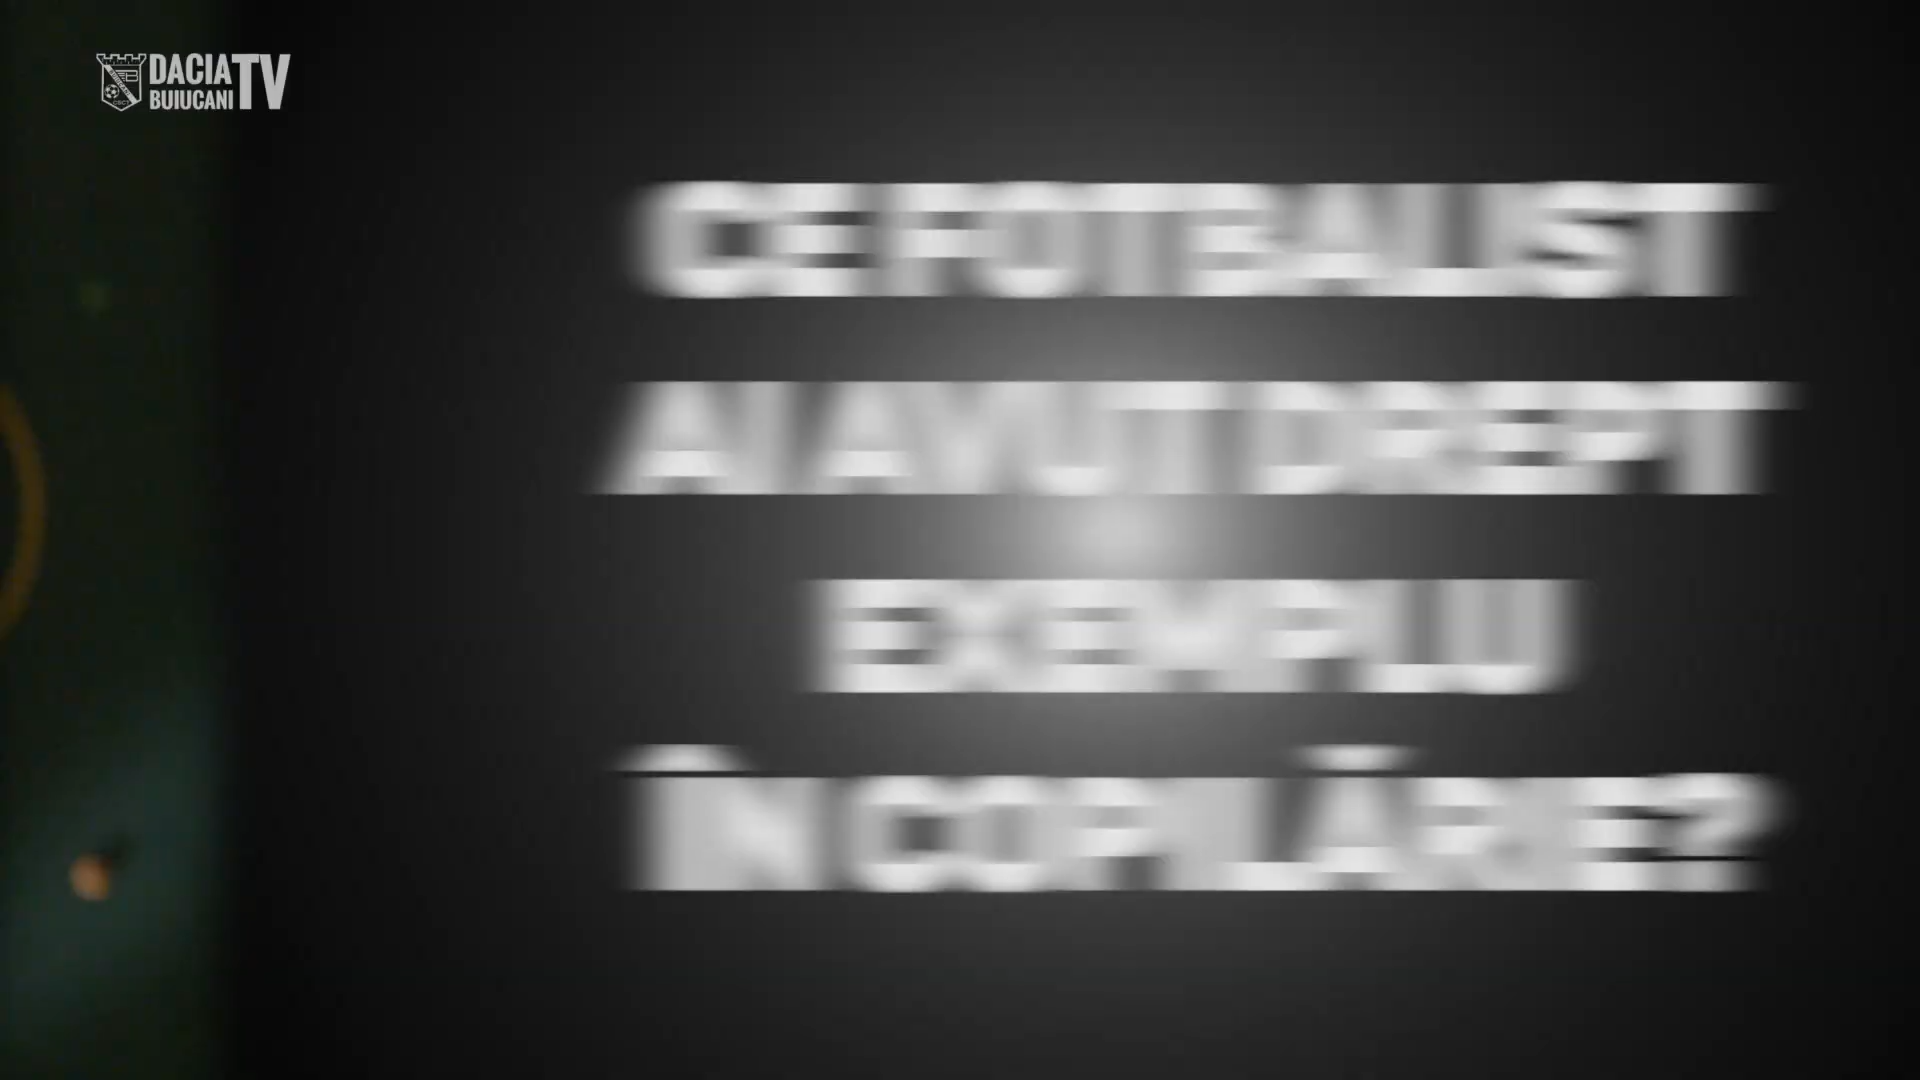 DACIA TV
BUIUCANI
CE FOTBALIST
AI AVUT DREPT
EXEMPLU
ÎN COPILĂRIE?